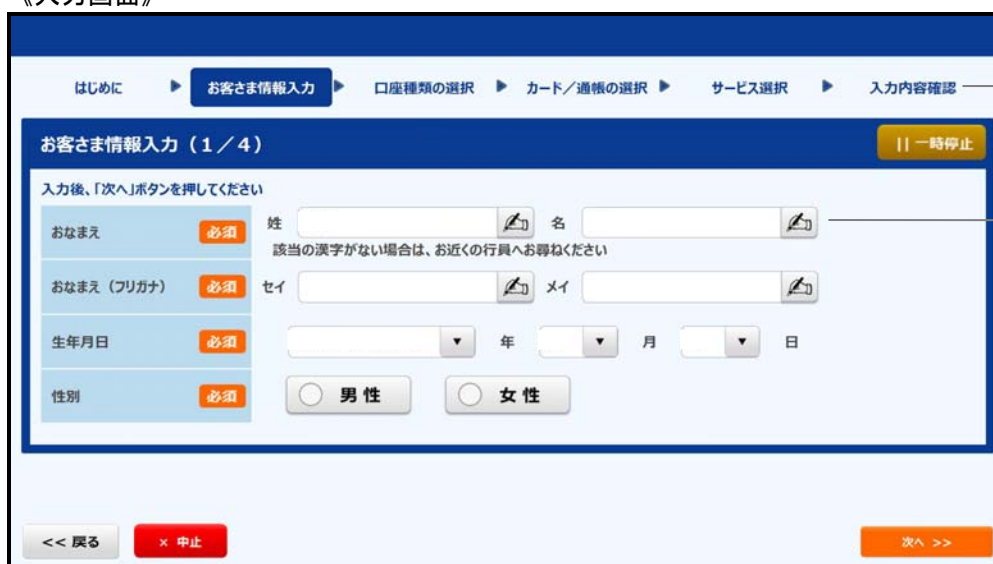 《入力画面》
はじめに ▶ お客さま情報入力 ▶ 口座種類の選択 ▶ カード／通帳の選択 ▶ サービス選択 ▶ 入力内容確認
お客さま情報入力（1／4） || 一時停止
入力後、「次へ」ボタンを押してください
おなまえ 必須 姓 名
該当の漢字がない場合は、お近くの行員へお尋ねください
おなまえ（フリガナ） 必須 セイ メイ
生年月日 必須 ▼ 年 ▼ 月 ▼ 日
性別 必須 男性 女性
<< 戻る × 中止 次へ >>